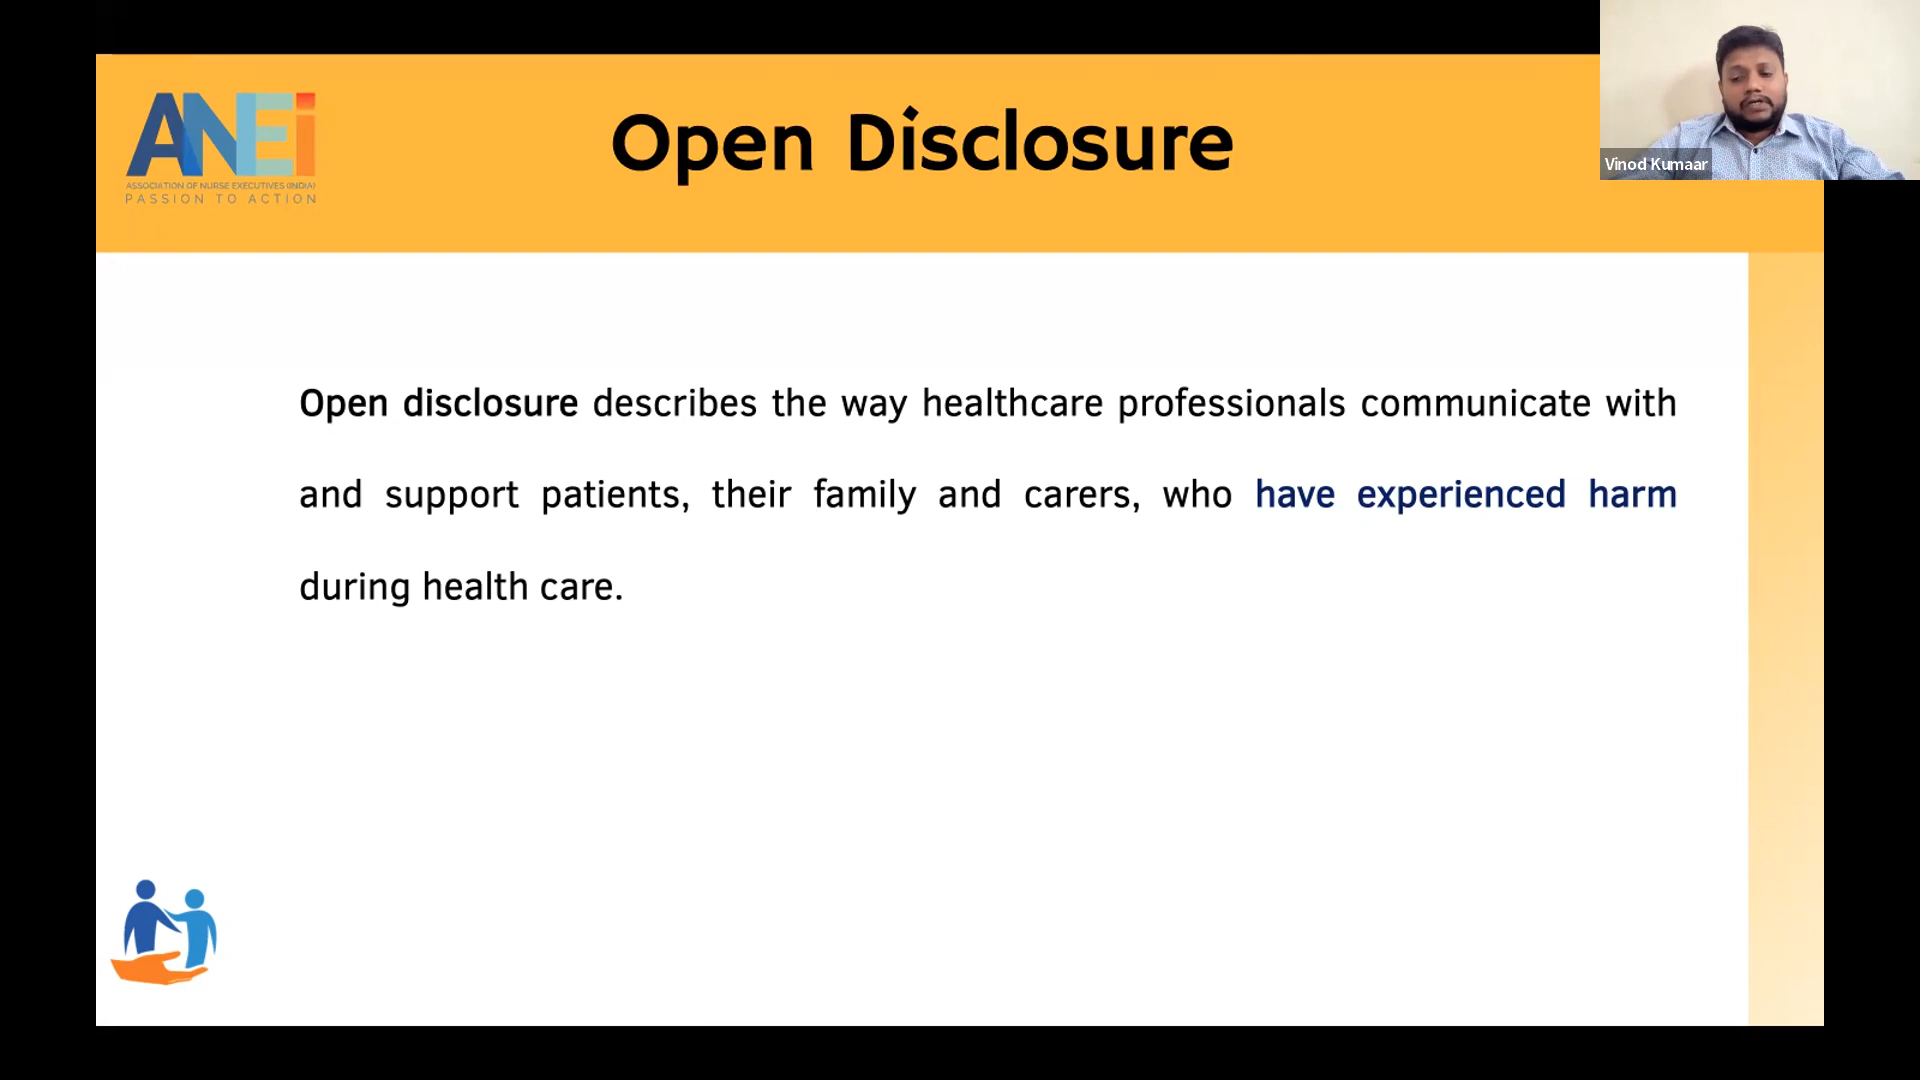 ANEi
ASSOCIATION OF NURSE EXECUTIVES (INDIA)
PASSION TO ACTION
Open Disclosure
Vinod Kumaar
Open disclosure describes the way healthcare professionals communicate with
and support patients, their family and carers, who have experienced harm
during health care.